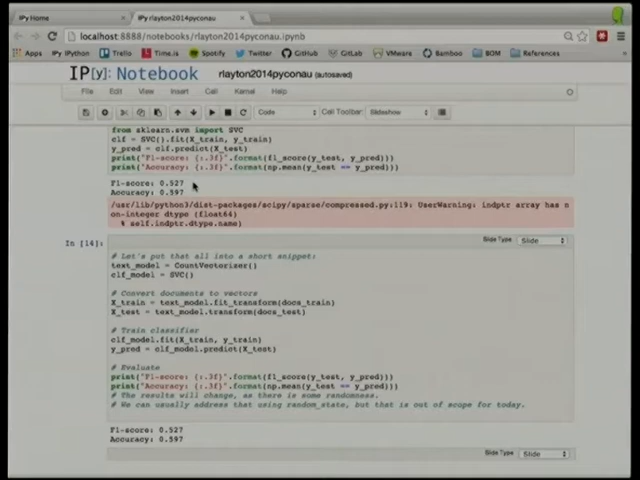 IPy Home
IPy rlayton2014pyconau
localhost:8888/notebooks/rlayton2014pyconau.ipynb
Apps IPy IPython Trello Time.is Spotify Twitter GitHub GitLab VMware Bamboo BOM References
IP[y]: Notebook rlayton2014pyconau (autosaved)
File Edit View Insert Cell Kernel Help
Code Cell Toolbar: Slideshow
from sklearn.svm import SVC
clf = SVC().fit(X_train, y_train)
y_pred = clf.predict(X_test)
print("F1-score: {:.3f}".format(f1_score(y_test, y_pred)))
print("Accuracy: {:.3f}".format(np.mean(y_test == y_pred)))
F1-score: 0.527
Accuracy: 0.597
/usr/lib/python3/dist-packages/scipy/sparse/compressed.py:119: UserWarning: indptr array has n
on-integer dtype (float64)
% self.indptr.dtype.name)
In [14]:
Slide Type Slide
# Let's put that all into a short snippet:
text_model = CountVectorizer()
clf_model = SVC()
# Convert documents to vectors
X_train = text_model.fit_transform(docs_train)
X_test = text_model.transform(docs_test)
# Train classifier
clf_model.fit(X_train, y_train)
y_pred = clf_model.predict(X_test)
# Evaluate
print("F1-score: {:.3f}".format(f1_score(y_test, y_pred)))
print("Accuracy: {:.3f}".format(np.mean(y_test == y_pred)))
# The results will change, as there is some randomness.
# We can usually address that using random_state, but that is out of scope for today.
F1-score: 0.527
Accuracy: 0.597
Slide Type Slide